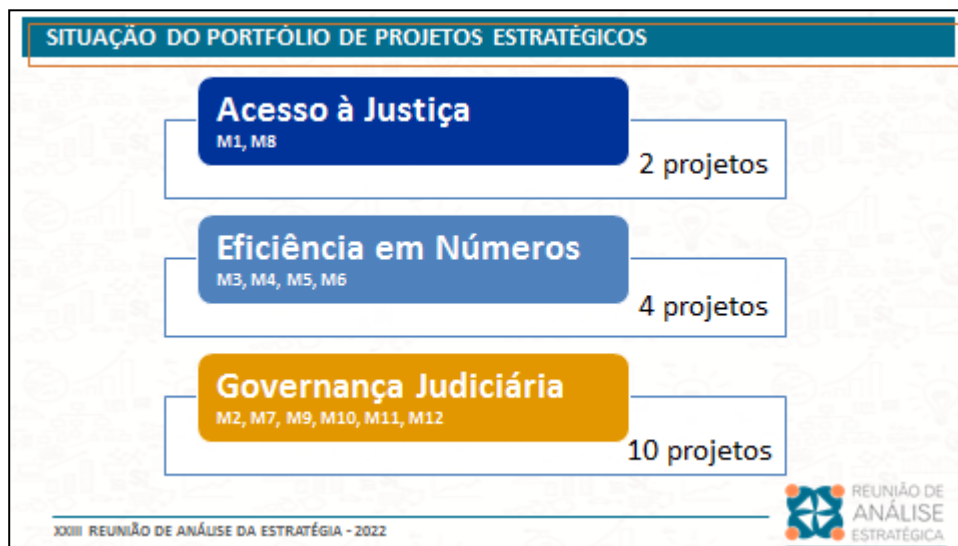 SITUAÇÃO DO PORTFÓLIO DE PROJETOS ESTRATÉGICOS
Acesso à Justiça
M1, M8
2 projetos
Eficiência em Números
M3, M4, M5, M6
4 projetos
Governança Judiciária
M2, M7, M9, M10, M11, M12
10 projetos
XXIII REUNIÃO DE ANÁLISE DA ESTRATÉGIA - 2022
REUNIÃO DE
ANÁLISE
ESTRATÉGICA